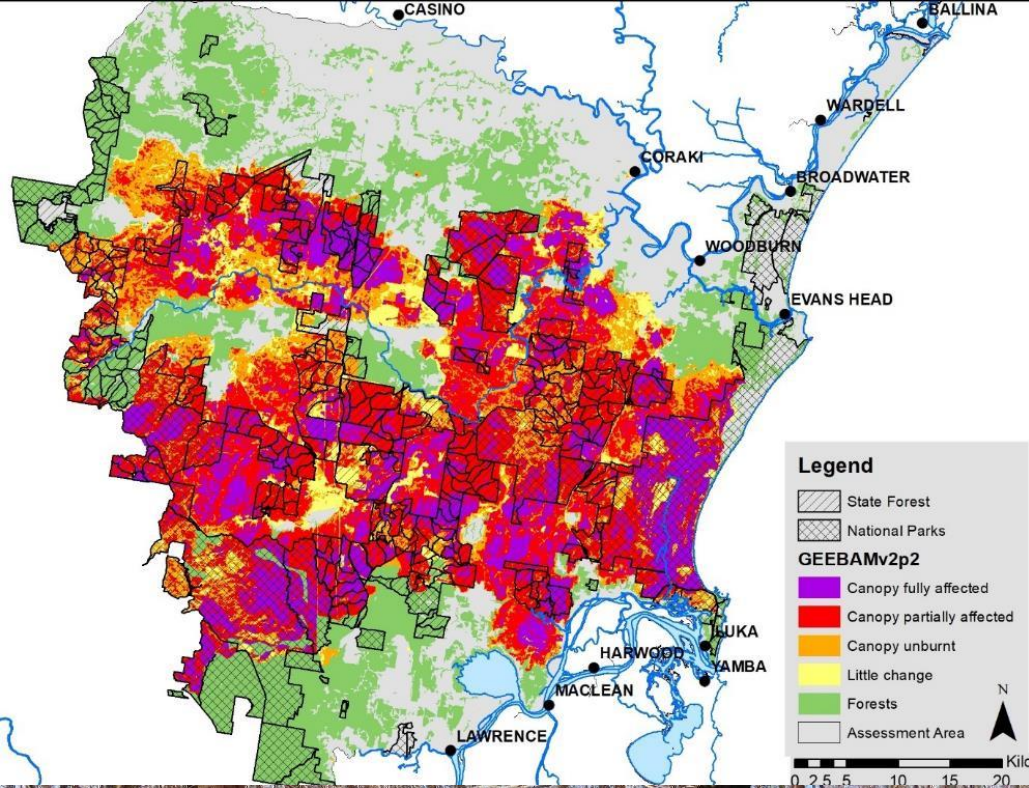 CASINO
BALLINA
WARDELL
CORAKI
BROADWATER
WOODBURN
EVANS HEAD
Legend
State Forest
National Parks
GEEBAMv2p2
Canopy fully affected
Canopy partially affected
Canopy unburnt
Little change
Forests
Assessment Area
N
Kilo
0 2.5 5 10 15 20
LUKA
HARWOOD
YAMBA
MACLEAN
LAWRENCE